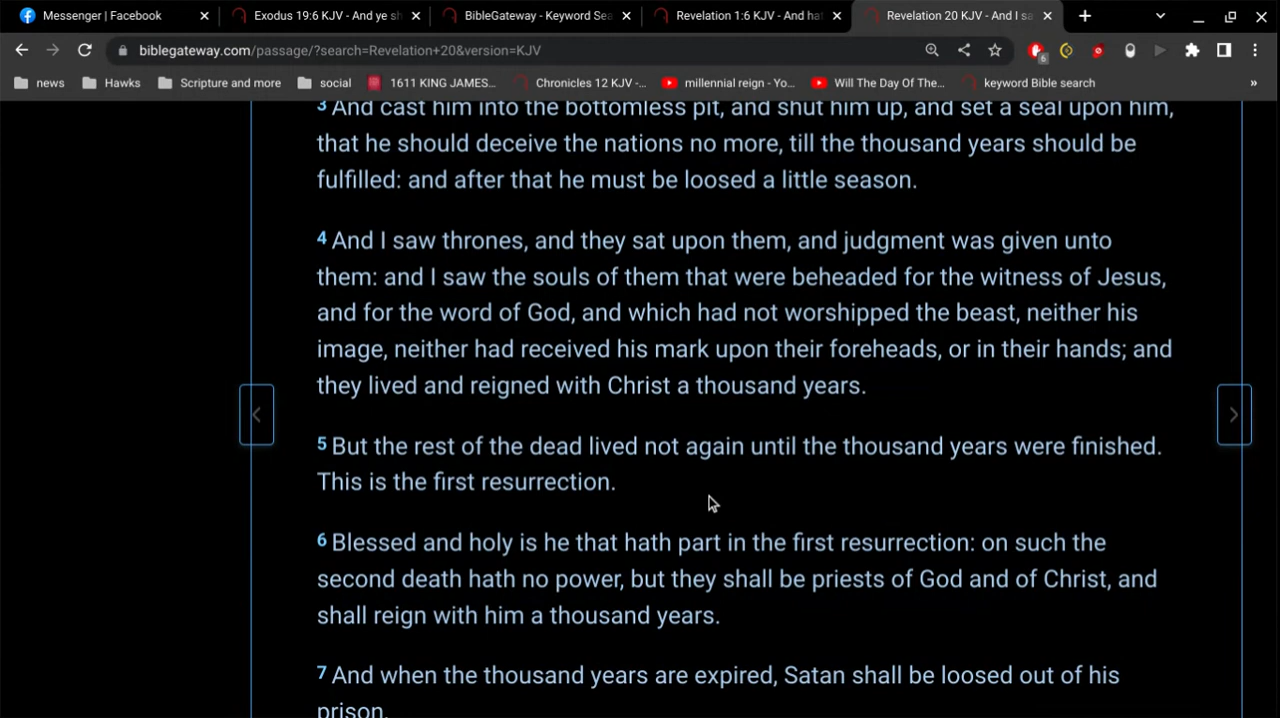 Messenger | Facebook
Exodus 19:6 KJV - And ye sh
BibleGateway - Keyword Sea
Revelation 1:6 KJV - And hat
Revelation 20 KJV - And I sa
biblegateway.com/passage/?search=Revelation+20&version=KJV
6
news
Hawks
Scripture and more
social
1611 KING JAMES...
Chronicles 12 KJV -...
millennial reign - Yo...
Will The Day Of The...
keyword Bible search
»
3 And cast him into the bottomless pit, and shut him up, and set a seal upon him,
that he should deceive the nations no more, till the thousand years should be
fulfilled: and after that he must be loosed a little season.
4 And I saw thrones, and they sat upon them, and judgment was given unto
them: and I saw the souls of them that were beheaded for the witness of Jesus,
and for the word of God, and which had not worshipped the beast, neither his
image, neither had received his mark upon their foreheads, or in their hands; and
they lived and reigned with Christ a thousand years.
5 But the rest of the dead lived not again until the thousand years were finished.
This is the first resurrection.
6 Blessed and holy is he that hath part in the first resurrection: on such the
second death hath no power, but they shall be priests of God and of Christ, and
shall reign with him a thousand years.
7 And when the thousand years are expired, Satan shall be loosed out of his
prison,